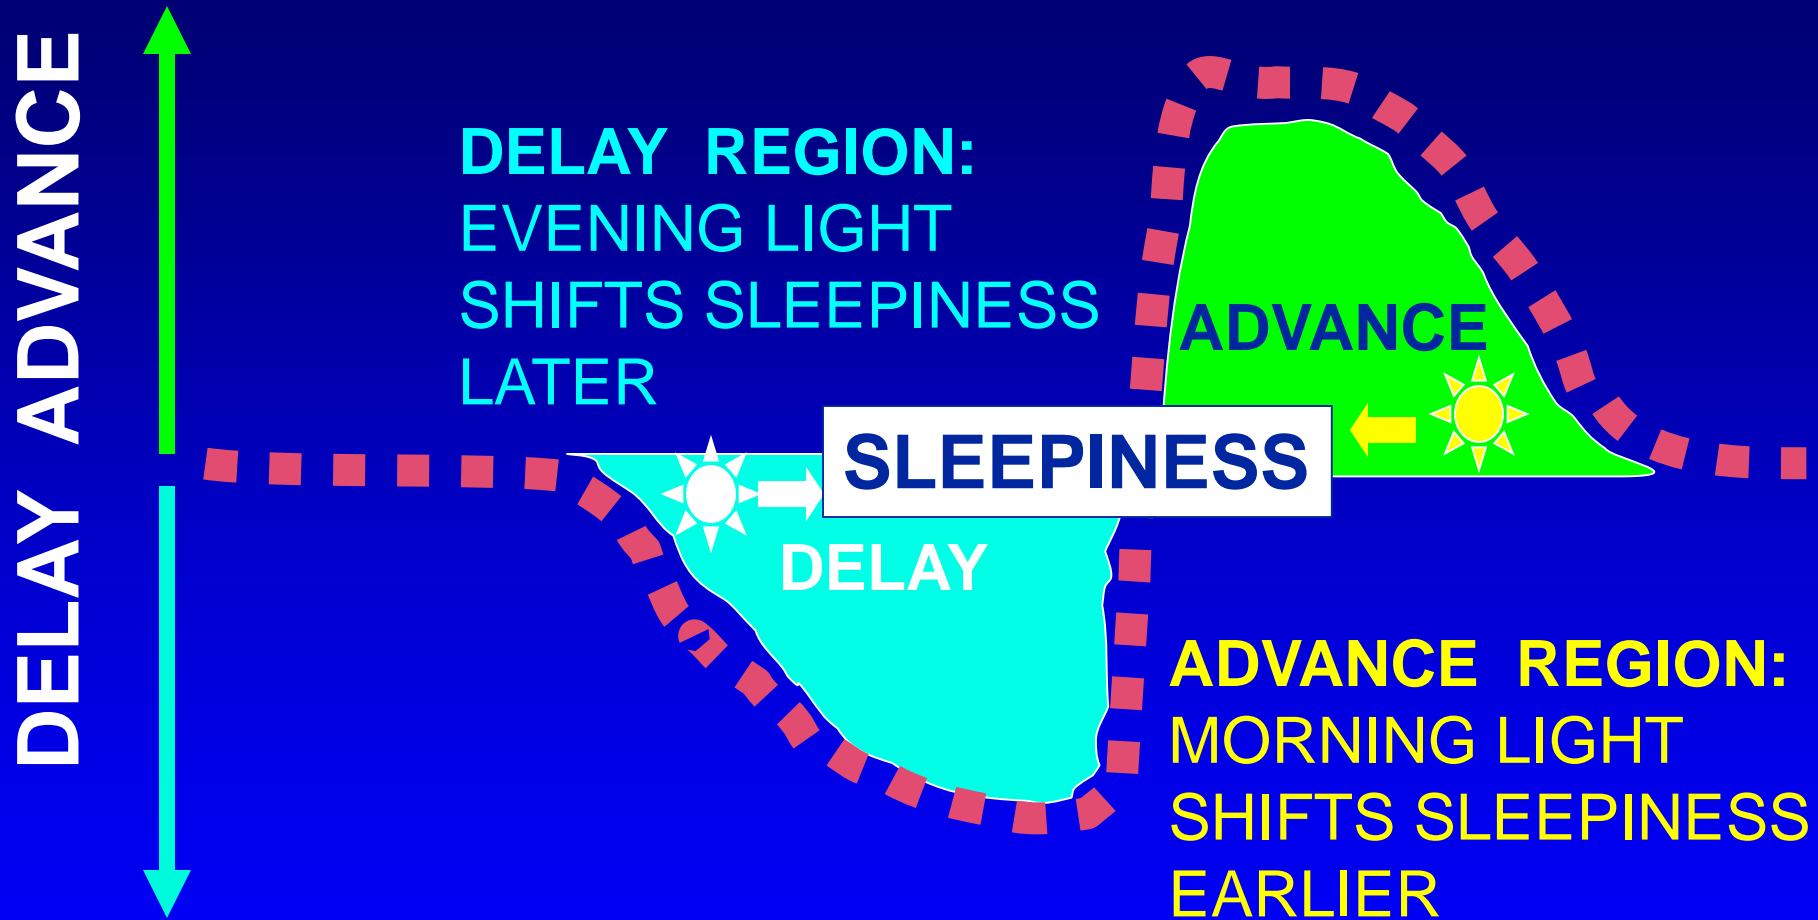 DELAY ADVANCE
DELAY REGION:
EVENING LIGHT
SHIFTS SLEEPINESS
LATER
ADVANCE
SLEEPINESS
DELAY
ADVANCE REGION:
MORNING LIGHT
SHIFTS SLEEPINESS
EARLIER